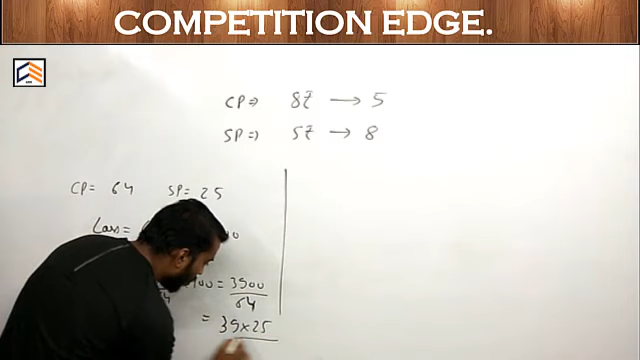 COMPETITION EDGE.
CP⇒ 8₹ → 5
SP⇒ 5₹ → 8
CP= 64 SP= 25
Loss=
= 3900/64
= 39×25